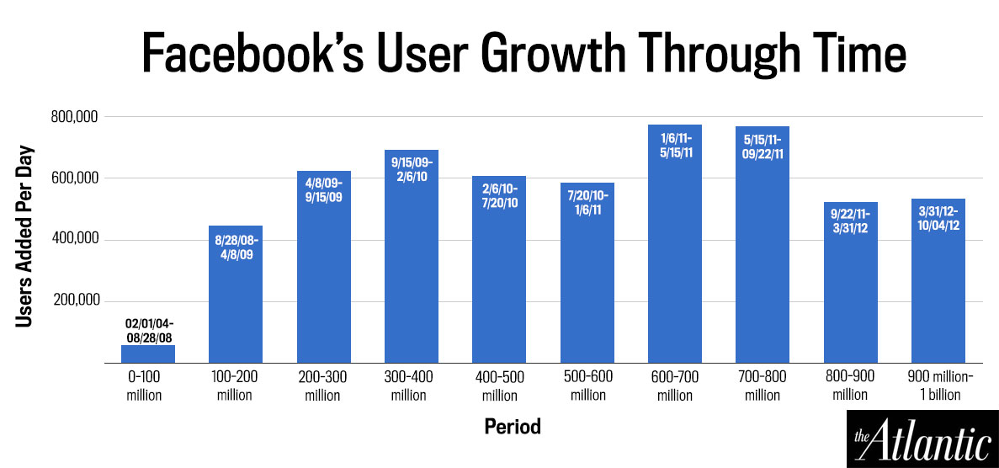 Facebook's User Growth Through Time
Users Added Per Day
800,000
600,000
400,000
200,000
02/01/04-
08/28/08
8/28/08-
4/8/09
4/8/09-
9/15/09
9/15/09-
2/6/10
2/6/10-
7/20/10
7/20/10-
1/6/11
1/6/11-
5/15/11
5/15/11-
09/22/11
9/22/11-
3/31/12
3/31/12-
10/04/12
0-100
million
100-200
million
200-300
million
300-400
million
400-500
million
500-600
million
600-700
million
700-800
million
800-900
million
900 million-
1 billion
Period
the Atlantic